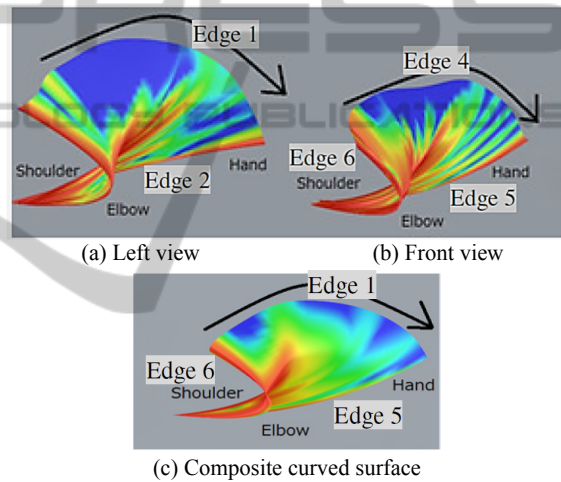 Edge 1
Edge 4
Edge 6
Shoulder
Hand
Edge 2
Elbow
Shoulder
Hand
Edge 5
Elbow
(a) Left view
(b) Front view
Edge 1
Edge 6
Shoulder
Hand
Edge 5
Elbow
(c) Composite curved surface